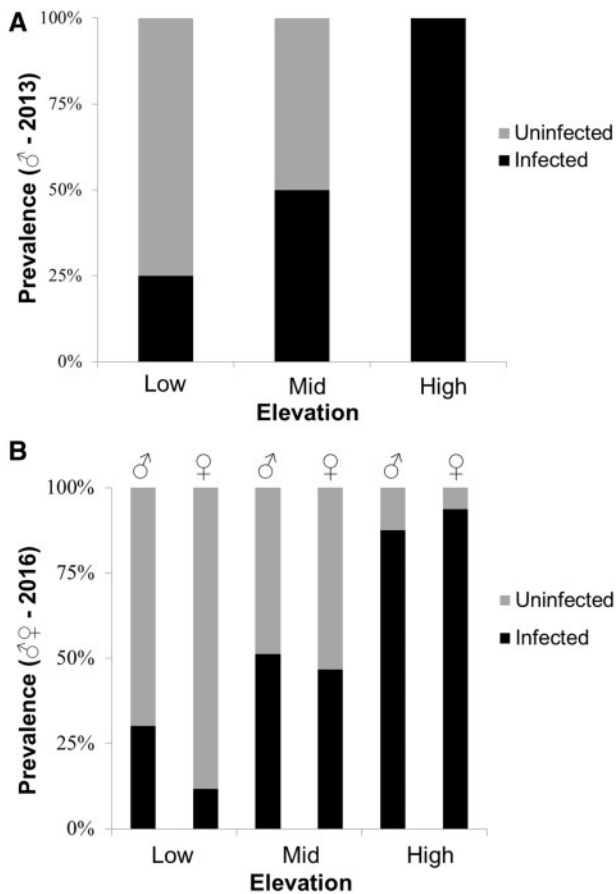 A
Prevalence (♂ - 2013)
100%
75%
50%
25%
0%
Uninfected
Infected
Low Mid High
Elevation
B
Prevalence (♂♀ - 2016)
♂ ♀ ♂ ♀ ♂ ♀
100%
75%
50%
25%
0%
Uninfected
Infected
Low Mid High
Elevation